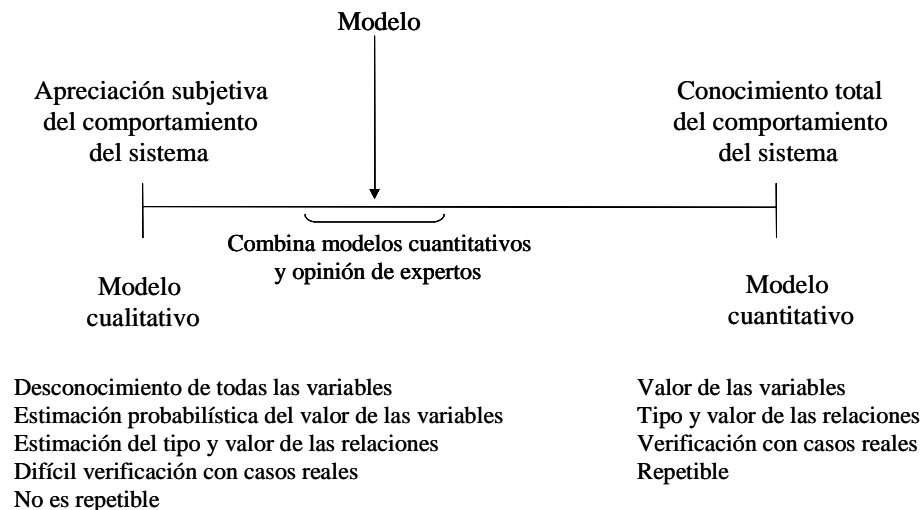 Modelo
Apreciación subjetiva
del comportamiento
del sistema
Conocimiento total
del comportamiento
del sistema
Combina modelos cuantitativos
y opinión de expertos
Modelo
cualitativo
Modelo
cuantitativo
Desconocimiento de todas las variables
Estimación probabilística del valor de las variables
Estimación del tipo y valor de las relaciones
Difícil verificación con casos reales
No es repetible
Valor de las variables
Tipo y valor de las relaciones
Verificación con casos reales
Repetible